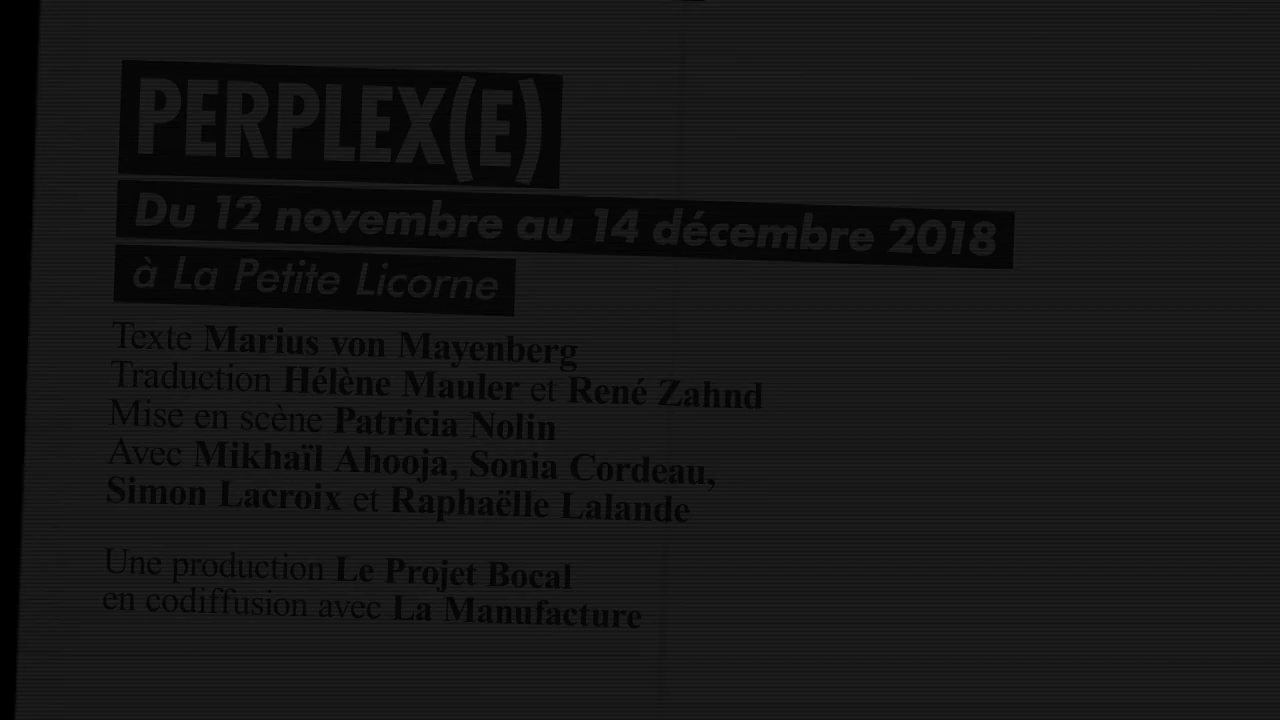 PERPLEX(E)
Du 12 novembre au 14 décembre 2018
à La Petite Licorne
Texte Marius von Mayenberg
Traduction Hélène Mauler et René Zahnd
Mise en scène Patricia Nolin
Avec Mikhaïl Ahooja, Sonia Cordeau,
Simon Lacroix et Raphaëlle Lalande
Une production Le Projet Bocal
en codiffusion avec La Manufacture